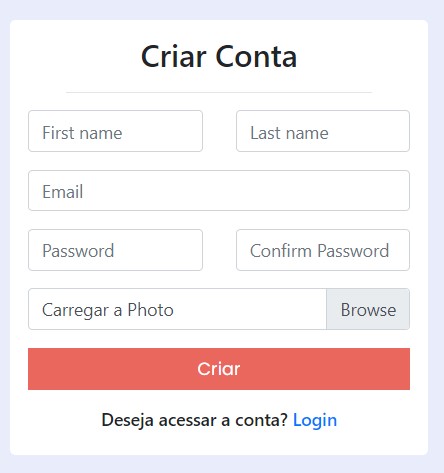 Criar Conta
First name Last name
Email
Password Confirm Password
Carregar a Photo Browse
Criar
Deseja acessar a conta? Login